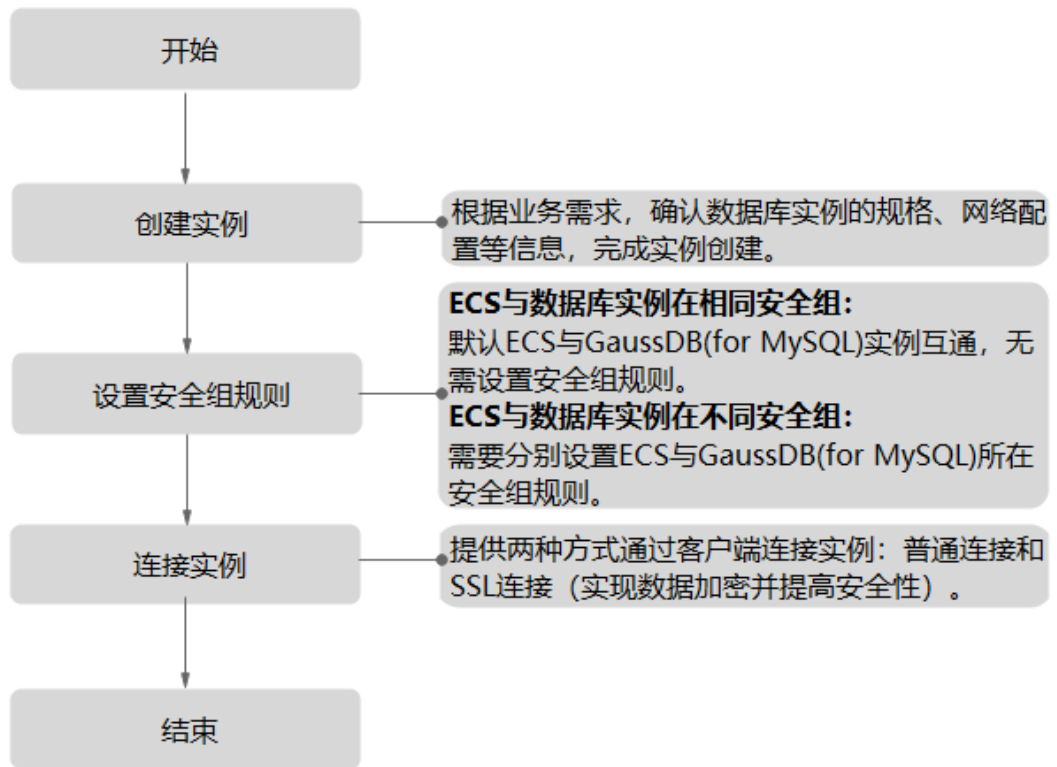 开始
创建实例
根据业务需求，确认数据库实例的规格、网络配
置等信息，完成实例创建。
设置安全组规则
ECS与数据库实例在相同安全组：
默认ECS与GaussDB(for MySQL)实例互通，无
需设置安全组规则。
ECS与数据库实例在不同安全组：
需要分别设置ECS与GaussDB(for MySQL)所在
安全组规则。
连接实例
提供两种方式通过客户端连接实例：普通连接和
SSL连接（实现数据加密并提高安全性）。
结束